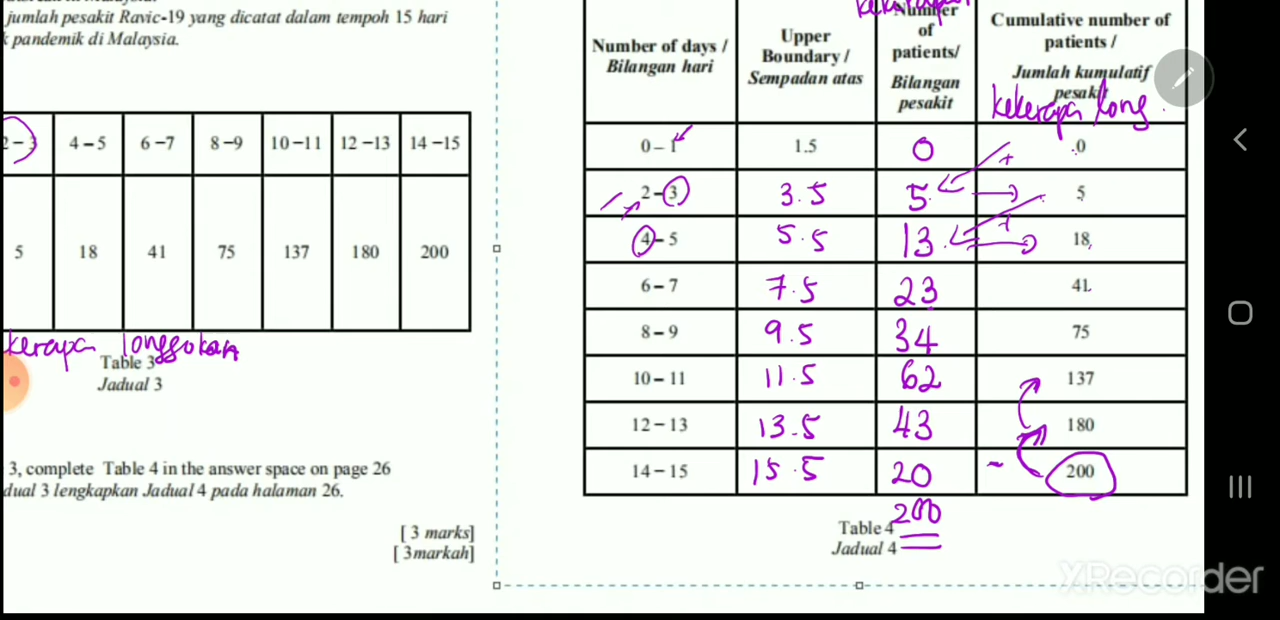 jumlah pesakit Ravic-19 yang dicatat dalam tempoh 15 hari
k pandemik di Malaysia.
2 – 3 4 – 5 6 –7 8 –9 10 –11 12 –13 14 –15
5 18 41 75 137 180 200
kerapa longgokan
Table 3
Jadual 3
3, complete Table 4 in the answer space on page 26
dual 3 lengkapkan Jadual 4 pada halaman 26.
[ 3 marks]
[ 3markah]
Number of days /
Bilangan hari
Upper
Boundary /
Sempadan atas
Number
of
patients/
Bilangan
pesakit
Cumulative number of
patients /
Jumlah kumulatif
pesakit
kekerapa long.
0 – 1 1.5 0 0
2 – 3 3.5 5 5
4 – 5 5.5 13 18
6 – 7 7.5 23 41
8 – 9 9.5 34 75
10 – 11 11.5 62 137
12 – 13 13.5 43 180
14 – 15 15.5 20 200
200
Table 4
Jadual 4
XRecorder